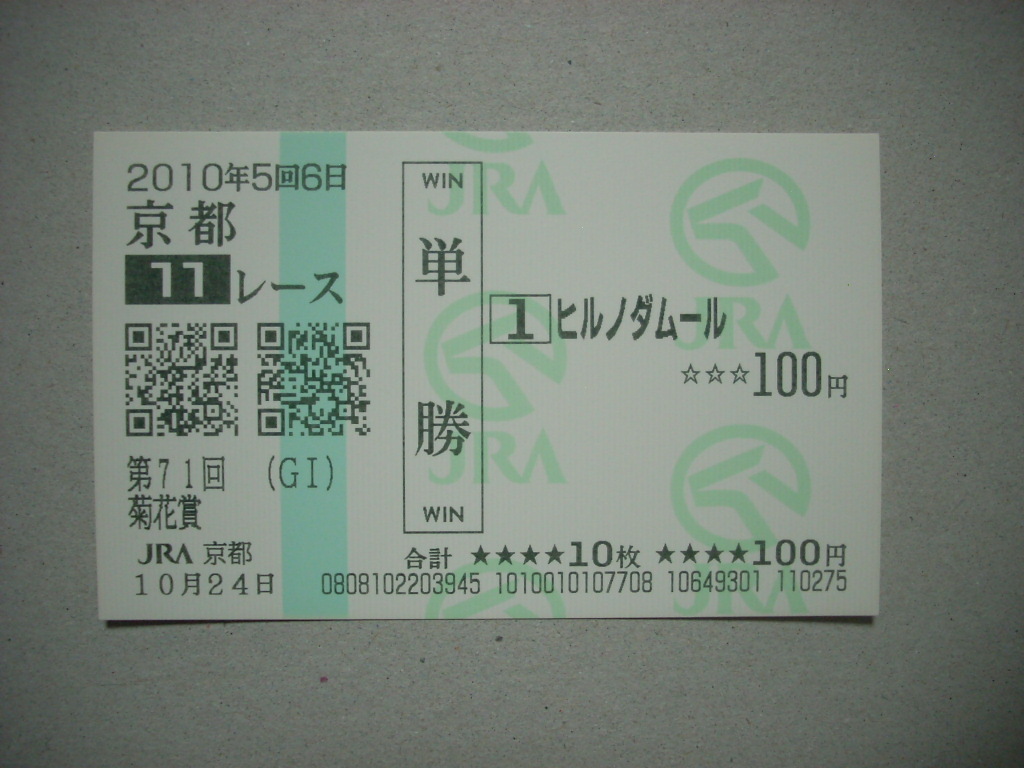 2010年5回6日
京都
11レース
第71回 (GI)
菊花賞
JRA 京都
10月24日
WIN
単勝
WIN
1 ヒルノダムール
☆☆☆100円
合計 ★★★★10枚 ★★★★100円
0808102203945 1010010107708 10649301 110275
JRA
JRA
JRA
JRA